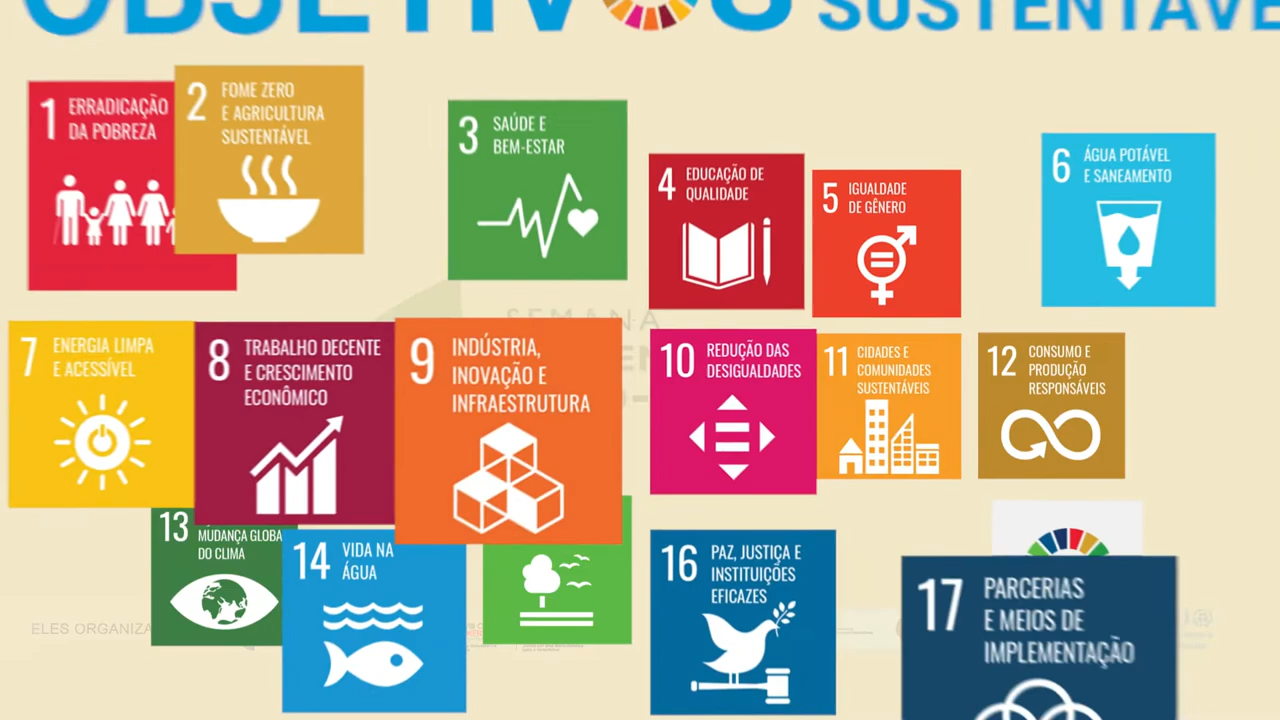 OBJETIVOS
SUSTENTÁVE
1 ERRADICAÇÃO
DA POBREZA
2 FOME ZERO
E AGRICULTURA
SUSTENTÁVEL
3 SAÚDE E
BEM-ESTAR
4 EDUCAÇÃO DE
QUALIDADE
5 IGUALDADE
DE GÊNERO
6 ÁGUA POTÁVEL
E SANEAMENTO
SEMANA
7 ENERGIA LIMPA
E ACESSÍVEL
8 TRABALHO DECENTE
E CRESCIMENTO
ECONÔMICO
9 INDÚSTRIA,
INOVAÇÃO E
INFRAESTRUTURA
10 REDUÇÃO DAS
DESIGUALDADES
11 CIDADES E
COMUNIDADES
SUSTENTÁVEIS
12 CONSUMO E
PRODUÇÃO
RESPONSÁVEIS
13 MUDANÇA GLOBA
DO CLIMA
14 VIDA NA
ÁGUA
16 PAZ, JUSTIÇA E
INSTITUIÇÕES
EFICAZES
17 PARCERIAS
E MEIOS DE
IMPLEMENTAÇÃO
ELES ORGANIZA